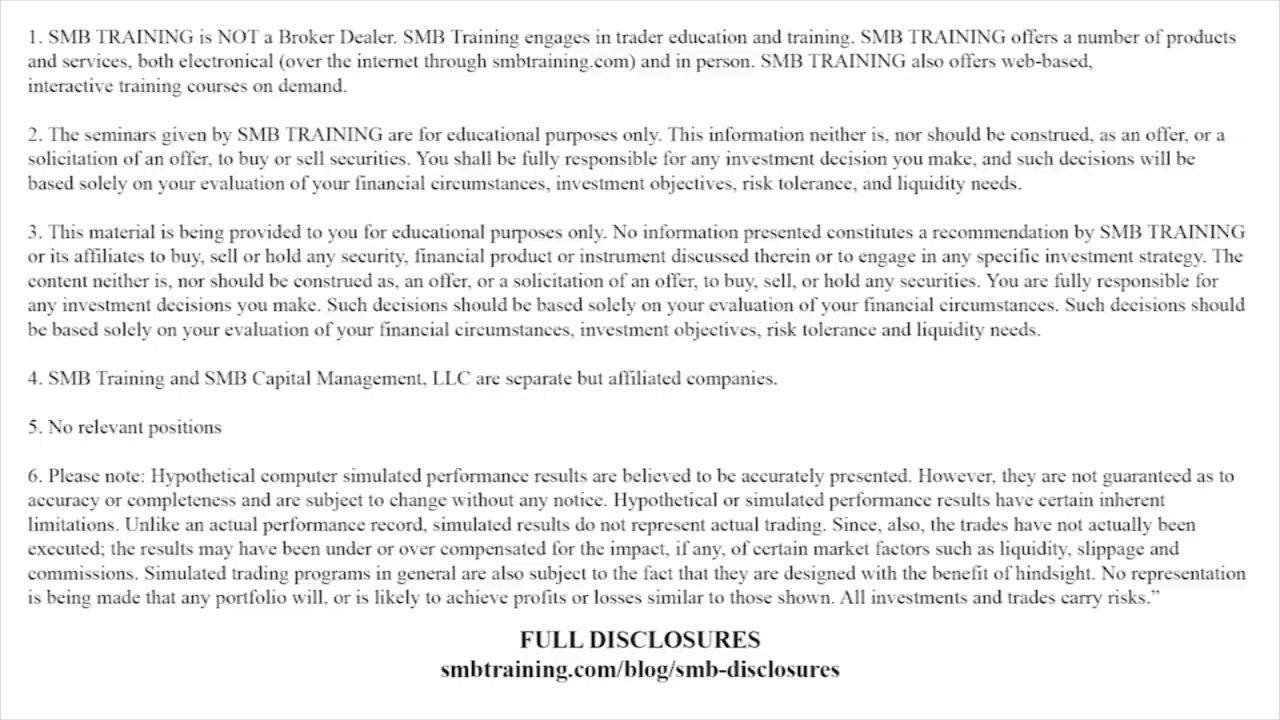 1. SMB TRAINING is NOT a Broker Dealer. SMB Training engages in trader education and training. SMB TRAINING offers a number of products
and services, both electronical (over the internet through smbtraining.com) and in person. SMB TRAINING also offers web-based,
interactive training courses on demand.
2. The seminars given by SMB TRAINING are for educational purposes only. This information neither is, nor should be construed, as an offer, or a
solicitation of an offer, to buy or sell securities. You shall be fully responsible for any investment decision you make, and such decisions will be
based solely on your evaluation of your financial circumstances, investment objectives, risk tolerance, and liquidity needs.
3. This material is being provided to you for educational purposes only. No information presented constitutes a recommendation by SMB TRAINING
or its affiliates to buy, sell or hold any security, financial product or instrument discussed therein or to engage in any specific investment strategy. The
content neither is, nor should be construed as, an offer, or a solicitation of an offer, to buy, sell, or hold any securities. You are fully responsible for
any investment decisions you make. Such decisions should be based solely on your evaluation of your financial circumstances. Such decisions should
be based solely on your evaluation of your financial circumstances, investment objectives, risk tolerance and liquidity needs.
4. SMB Training and SMB Capital Management, LLC are separate but affiliated companies.
5. No relevant positions
6. Please note: Hypothetical computer simulated performance results are believed to be accurately presented. However, they are not guaranteed as to
accuracy or completeness and are subject to change without any notice. Hypothetical or simulated performance results have certain inherent
limitations. Unlike an actual performance record, simulated results do not represent actual trading. Since, also, the trades have not actually been
executed; the results may have been under or over compensated for the impact, if any, of certain market factors such as liquidity, slippage and
commissions. Simulated trading programs in general are also subject to the fact that they are designed with the benefit of hindsight. No representation
is being made that any portfolio will, or is likely to achieve profits or losses similar to those shown. All investments and trades carry risks.”
FULL DISCLOSURES
smbtraining.com/blog/smb-disclosures